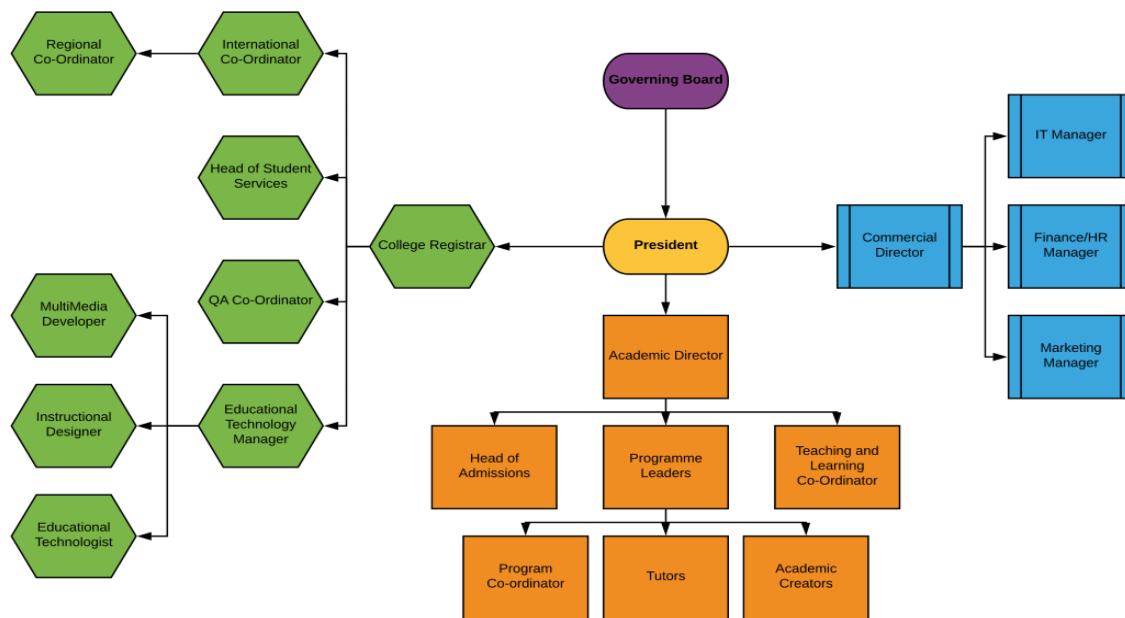 Regional
Co-Ordinator
International
Co-Ordinator
Governing Board
IT Manager
Head of Student
Services
College Registrar
President
Commercial
Director
Finance/HR
Manager
QA Co-Ordinator
MultiMedia
Developer
Academic Director
Marketing
Manager
Instructional
Designer
Educational
Technology
Manager
Head of
Admissions
Programme
Leaders
Teaching and
Learning
Co-Ordinator
Educational
Technologist
Program
Co-ordinator
Tutors
Academic
Creators